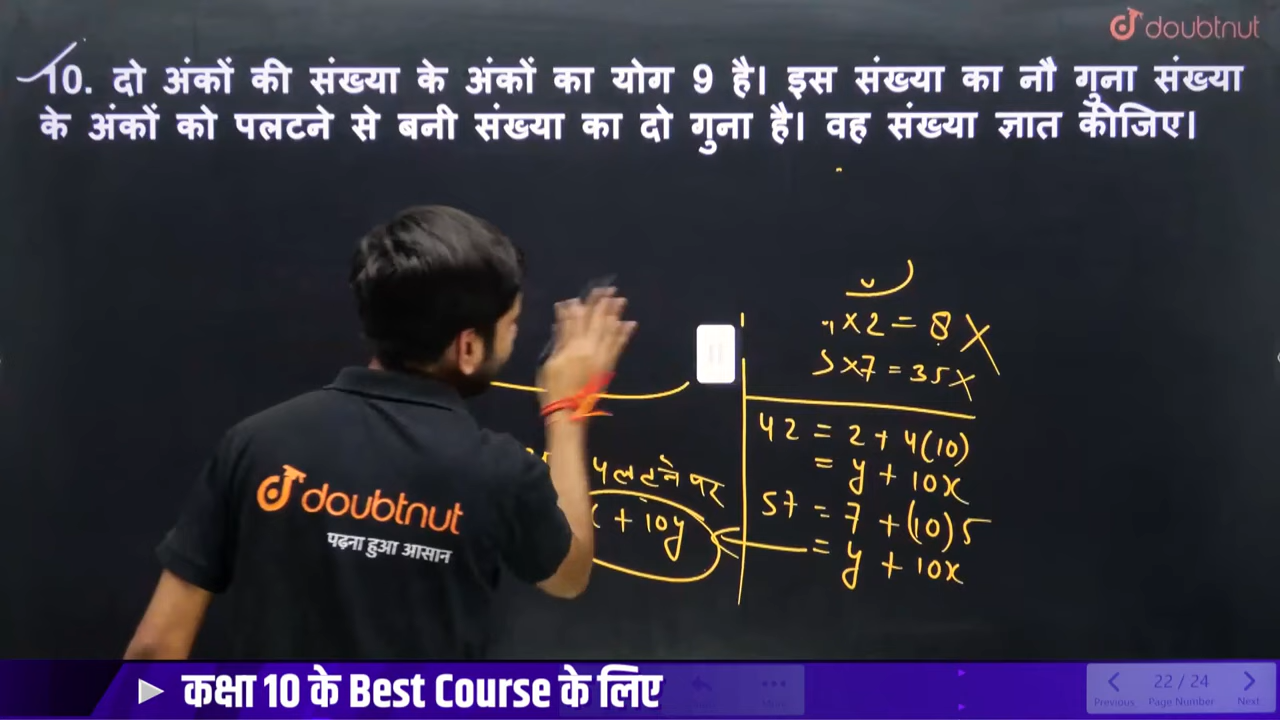 doubtnut
10. दो अंकों की संख्या के अंकों का योग 9 है। इस संख्या का नौ गुना संख्या
के अंकों को पलटने से बनी संख्या का दो गुना है। वह संख्या ज्ञात कीजिए।
×2 = 8 X
5×7 = 35 X
42 = 2 + 4(10)
= y + 10x
पलटने पर
57 = 7 + (10)5
+ 10y
= y + 10x
doubtnut
पढ़ना हुआ आसान
कक्षा 10 के Best Course के लिए
22 / 24
Previous Page Number Next